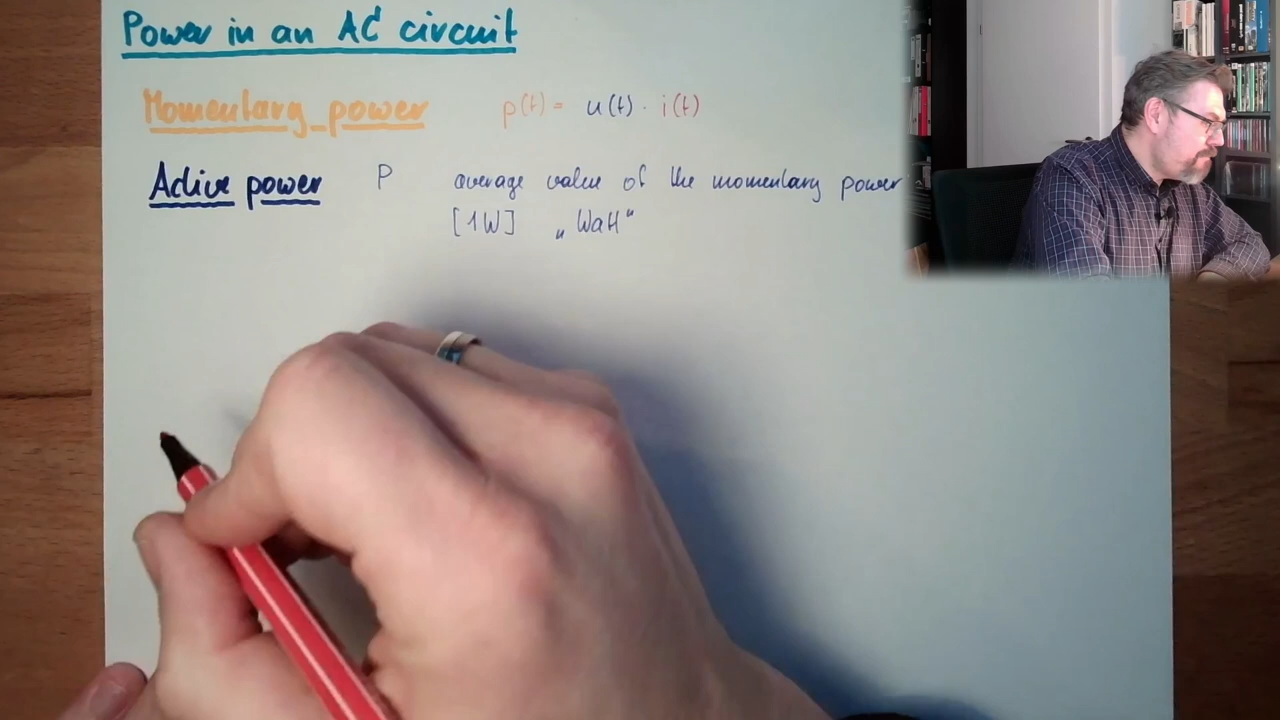 Power in an AC circuit
Momentary power p(t) = u(t) · i(t)
Active power P average value of the momentary power
[1W] „Watt"